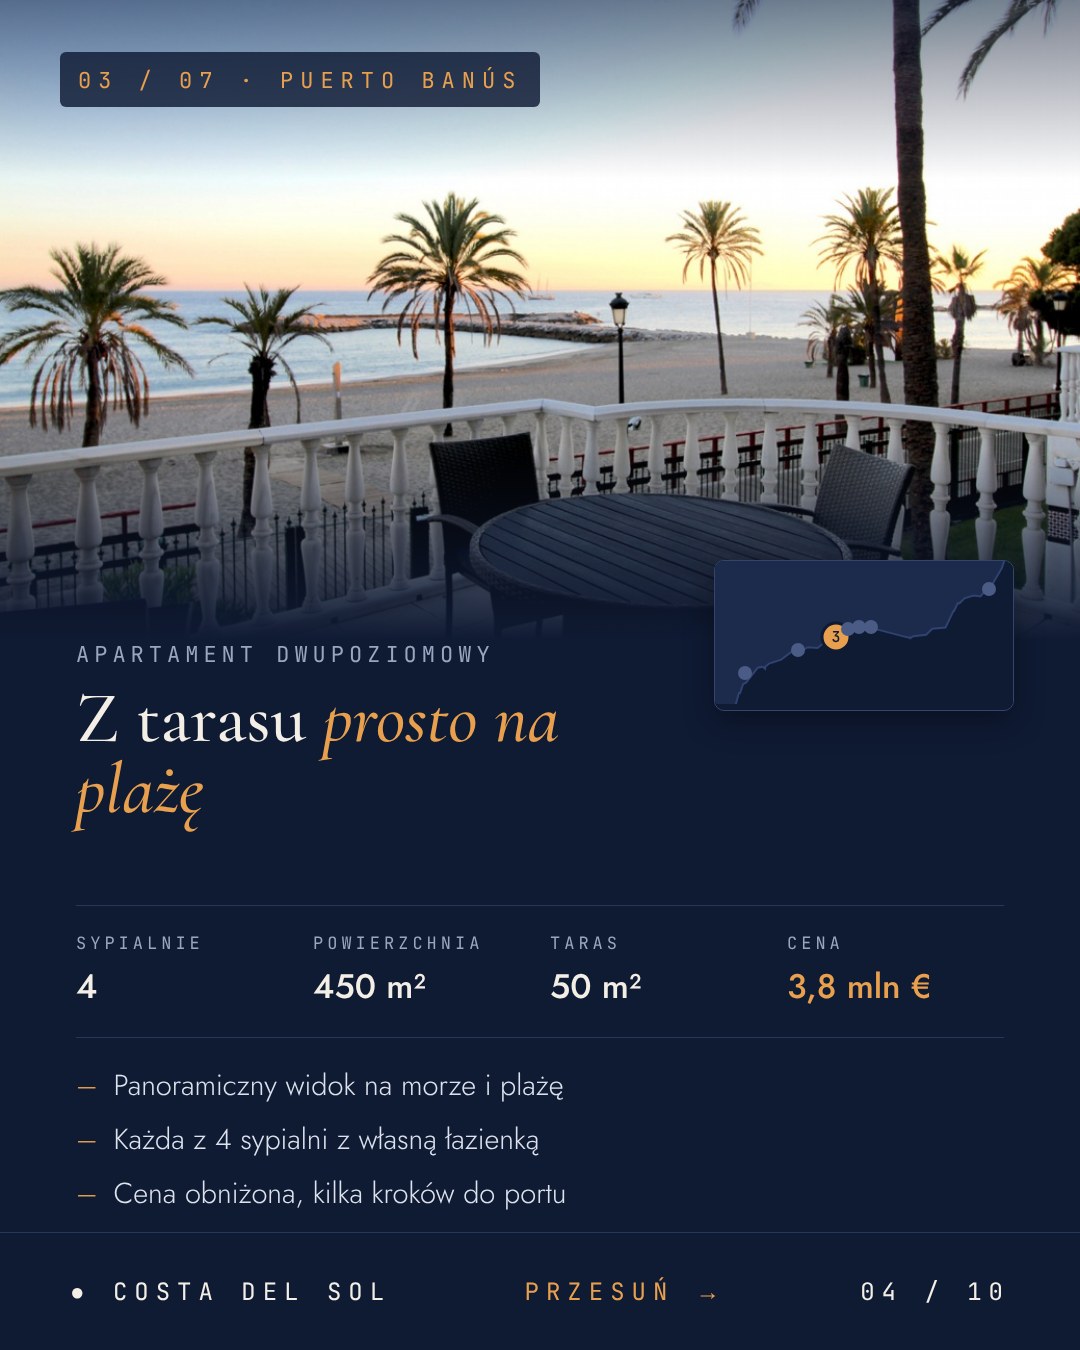 03 / 07 · PUERTO BANÚS
3
APARTAMENT DWUPOZIOMOWY
Z tarasu prosto na
plażę
SYPIALNIE POWIERZCHNIA TARAS CENA
4 450 m² 50 m² 3,8 mln €
— Panoramiczny widok na morze i plażę
— Każda z 4 sypialni z własną łazienką
— Cena obniżona, kilka kroków do portu
• COSTA DEL SOL PRZESUŃ → 04 / 10